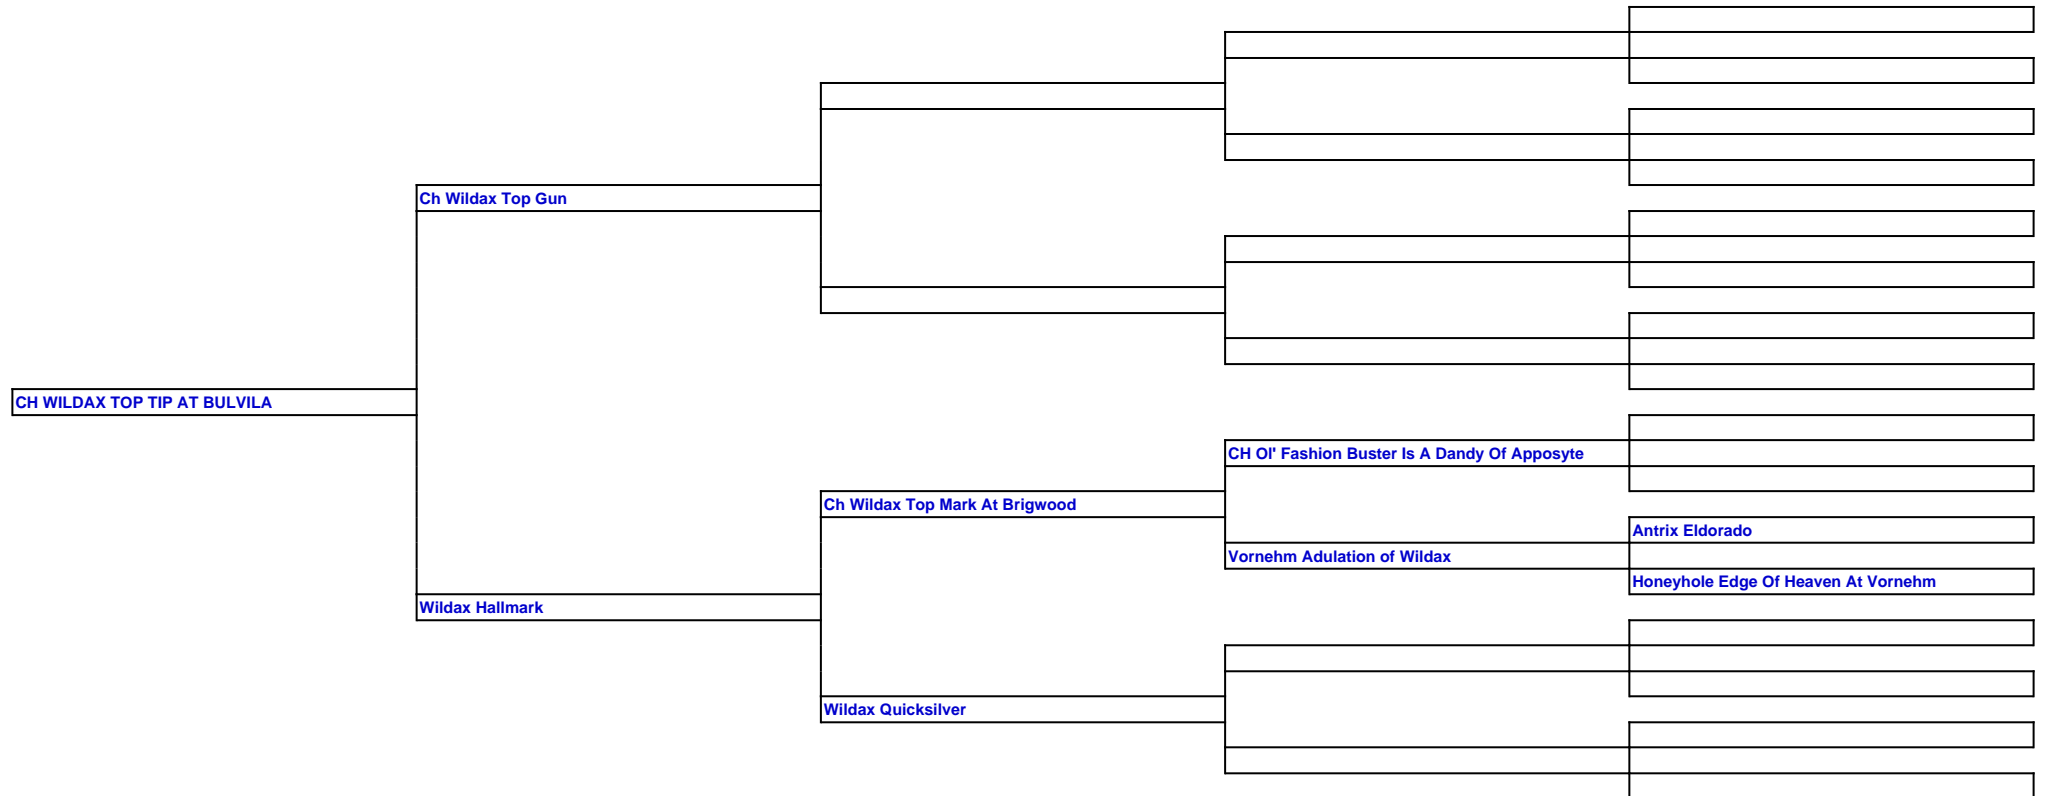 Ch Wildax Top Gun
CH WILDAX TOP TIP AT BULVILA
CH Ol' Fashion Buster Is A Dandy Of Apposyte
Ch Wildax Top Mark At Brigwood
Antrix Eldorado
Vornehm Adulation of Wildax
Honeyhole Edge Of Heaven At Vornehm
Wildax Hallmark
Wildax Quicksilver